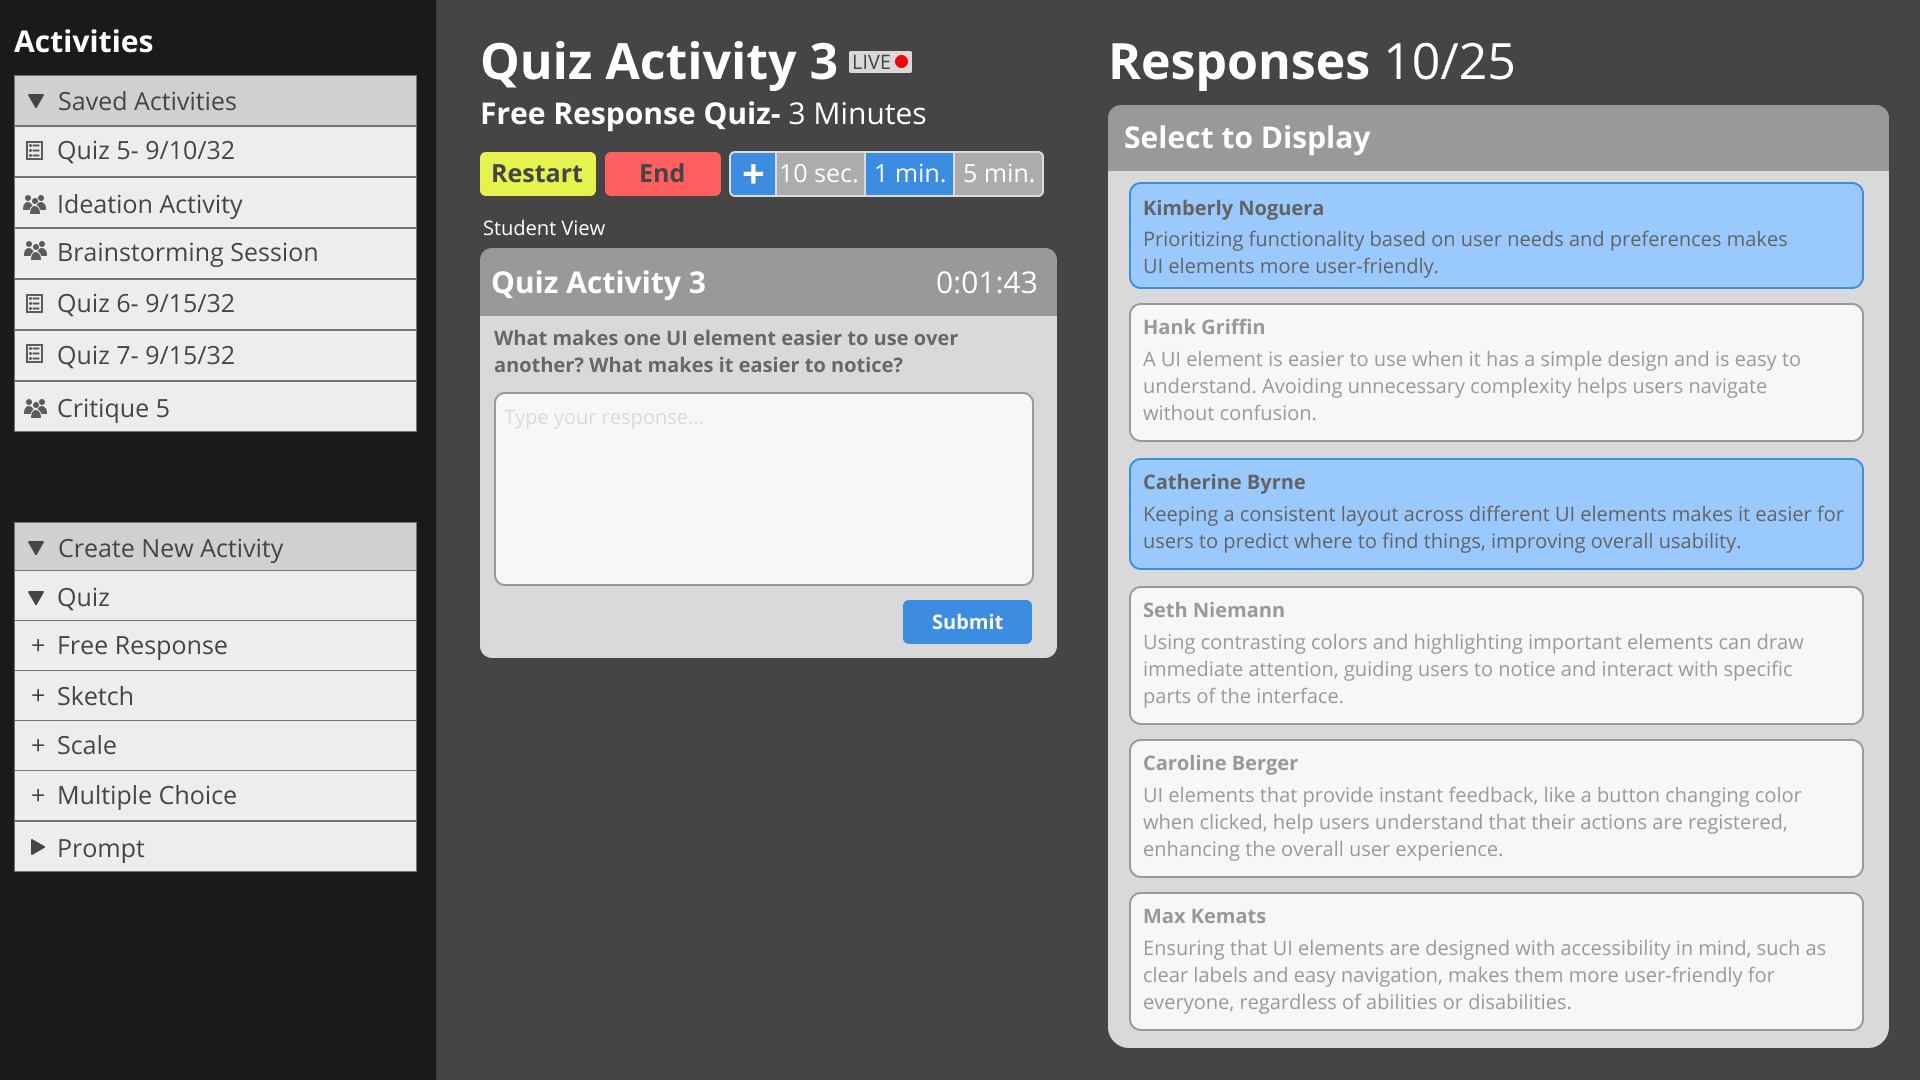 Activities
Saved Activities
Quiz 5- 9/10/32
Ideation Activity
Brainstorming Session
Quiz 6- 9/15/32
Quiz 7- 9/15/32
Critique 5
Create New Activity
Quiz
+ Free Response
+ Sketch
+ Scale
+ Multiple Choice
Prompt
Quiz Activity 3 LIVE
Free Response Quiz- 3 Minutes
Restart End + 10 sec. 1 min. 5 min.
Student View
Quiz Activity 3 0:01:43
What makes one UI element easier to use over
another? What makes it easier to notice?
Type your response...
Submit
Responses 10/25
Select to Display
Kimberly Noguera
Prioritizing functionality based on user needs and preferences makes
UI elements more user-friendly.
Hank Griffin
A UI element is easier to use when it has a simple design and is easy to
understand. Avoiding unnecessary complexity helps users navigate
without confusion.
Catherine Byrne
Keeping a consistent layout across different UI elements makes it easier for
users to predict where to find things, improving overall usability.
Seth Niemann
Using contrasting colors and highlighting important elements can draw
immediate attention, guiding users to notice and interact with specific
parts of the interface.
Caroline Berger
UI elements that provide instant feedback, like a button changing color
when clicked, help users understand that their actions are registered,
enhancing the overall user experience.
Max Kemats
Ensuring that UI elements are designed with accessibility in mind, such as
clear labels and easy navigation, makes them more user-friendly for
everyone, regardless of abilities or disabilities.